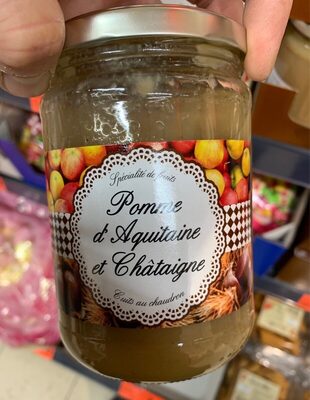 Spécialité de fruits
Pomme
d'Aquitaine
et Châtaigne
Cuits au chaudron